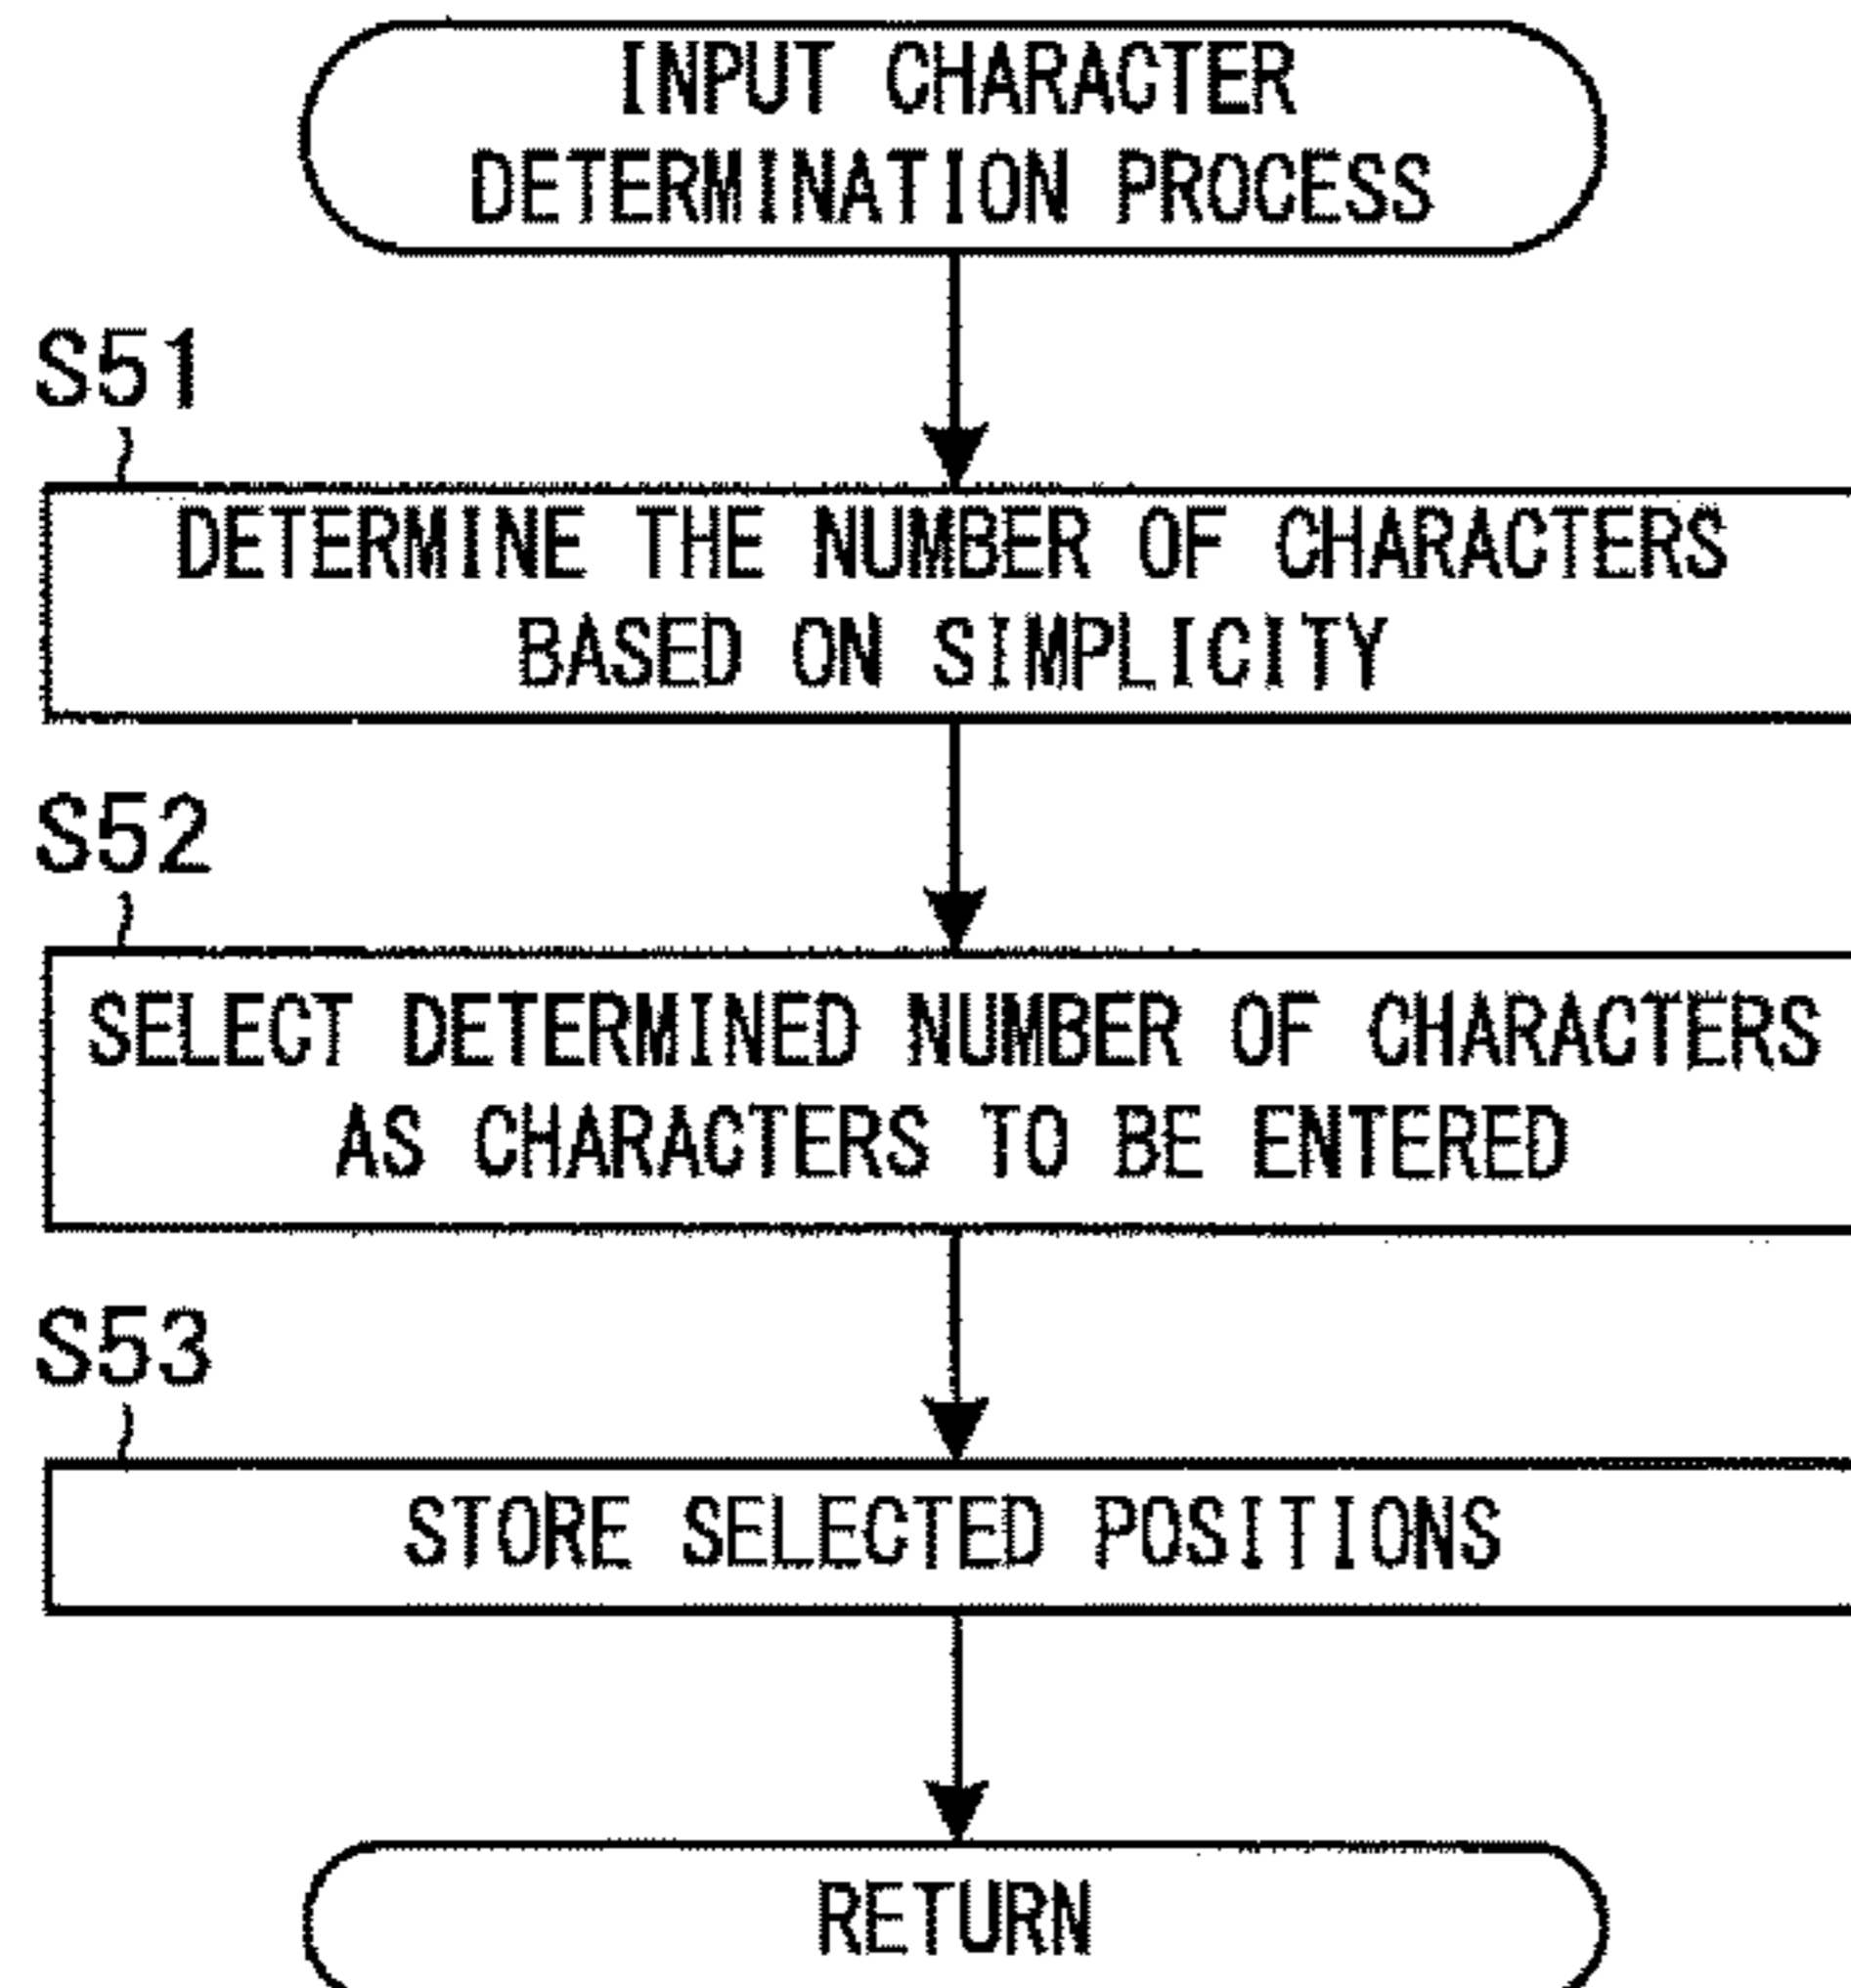 INPUT CHARACTER
DETERMINATION PROCESS
S51
DETERMINE THE NUMBER OF CHARACTERS
BASED ON SIMPLICITY
S52
SELECT DETERMINED NUMBER OF CHARACTERS
AS CHARACTERS TO BE ENTERED
S53
STORE SELECTED POSITIONS
RETURN